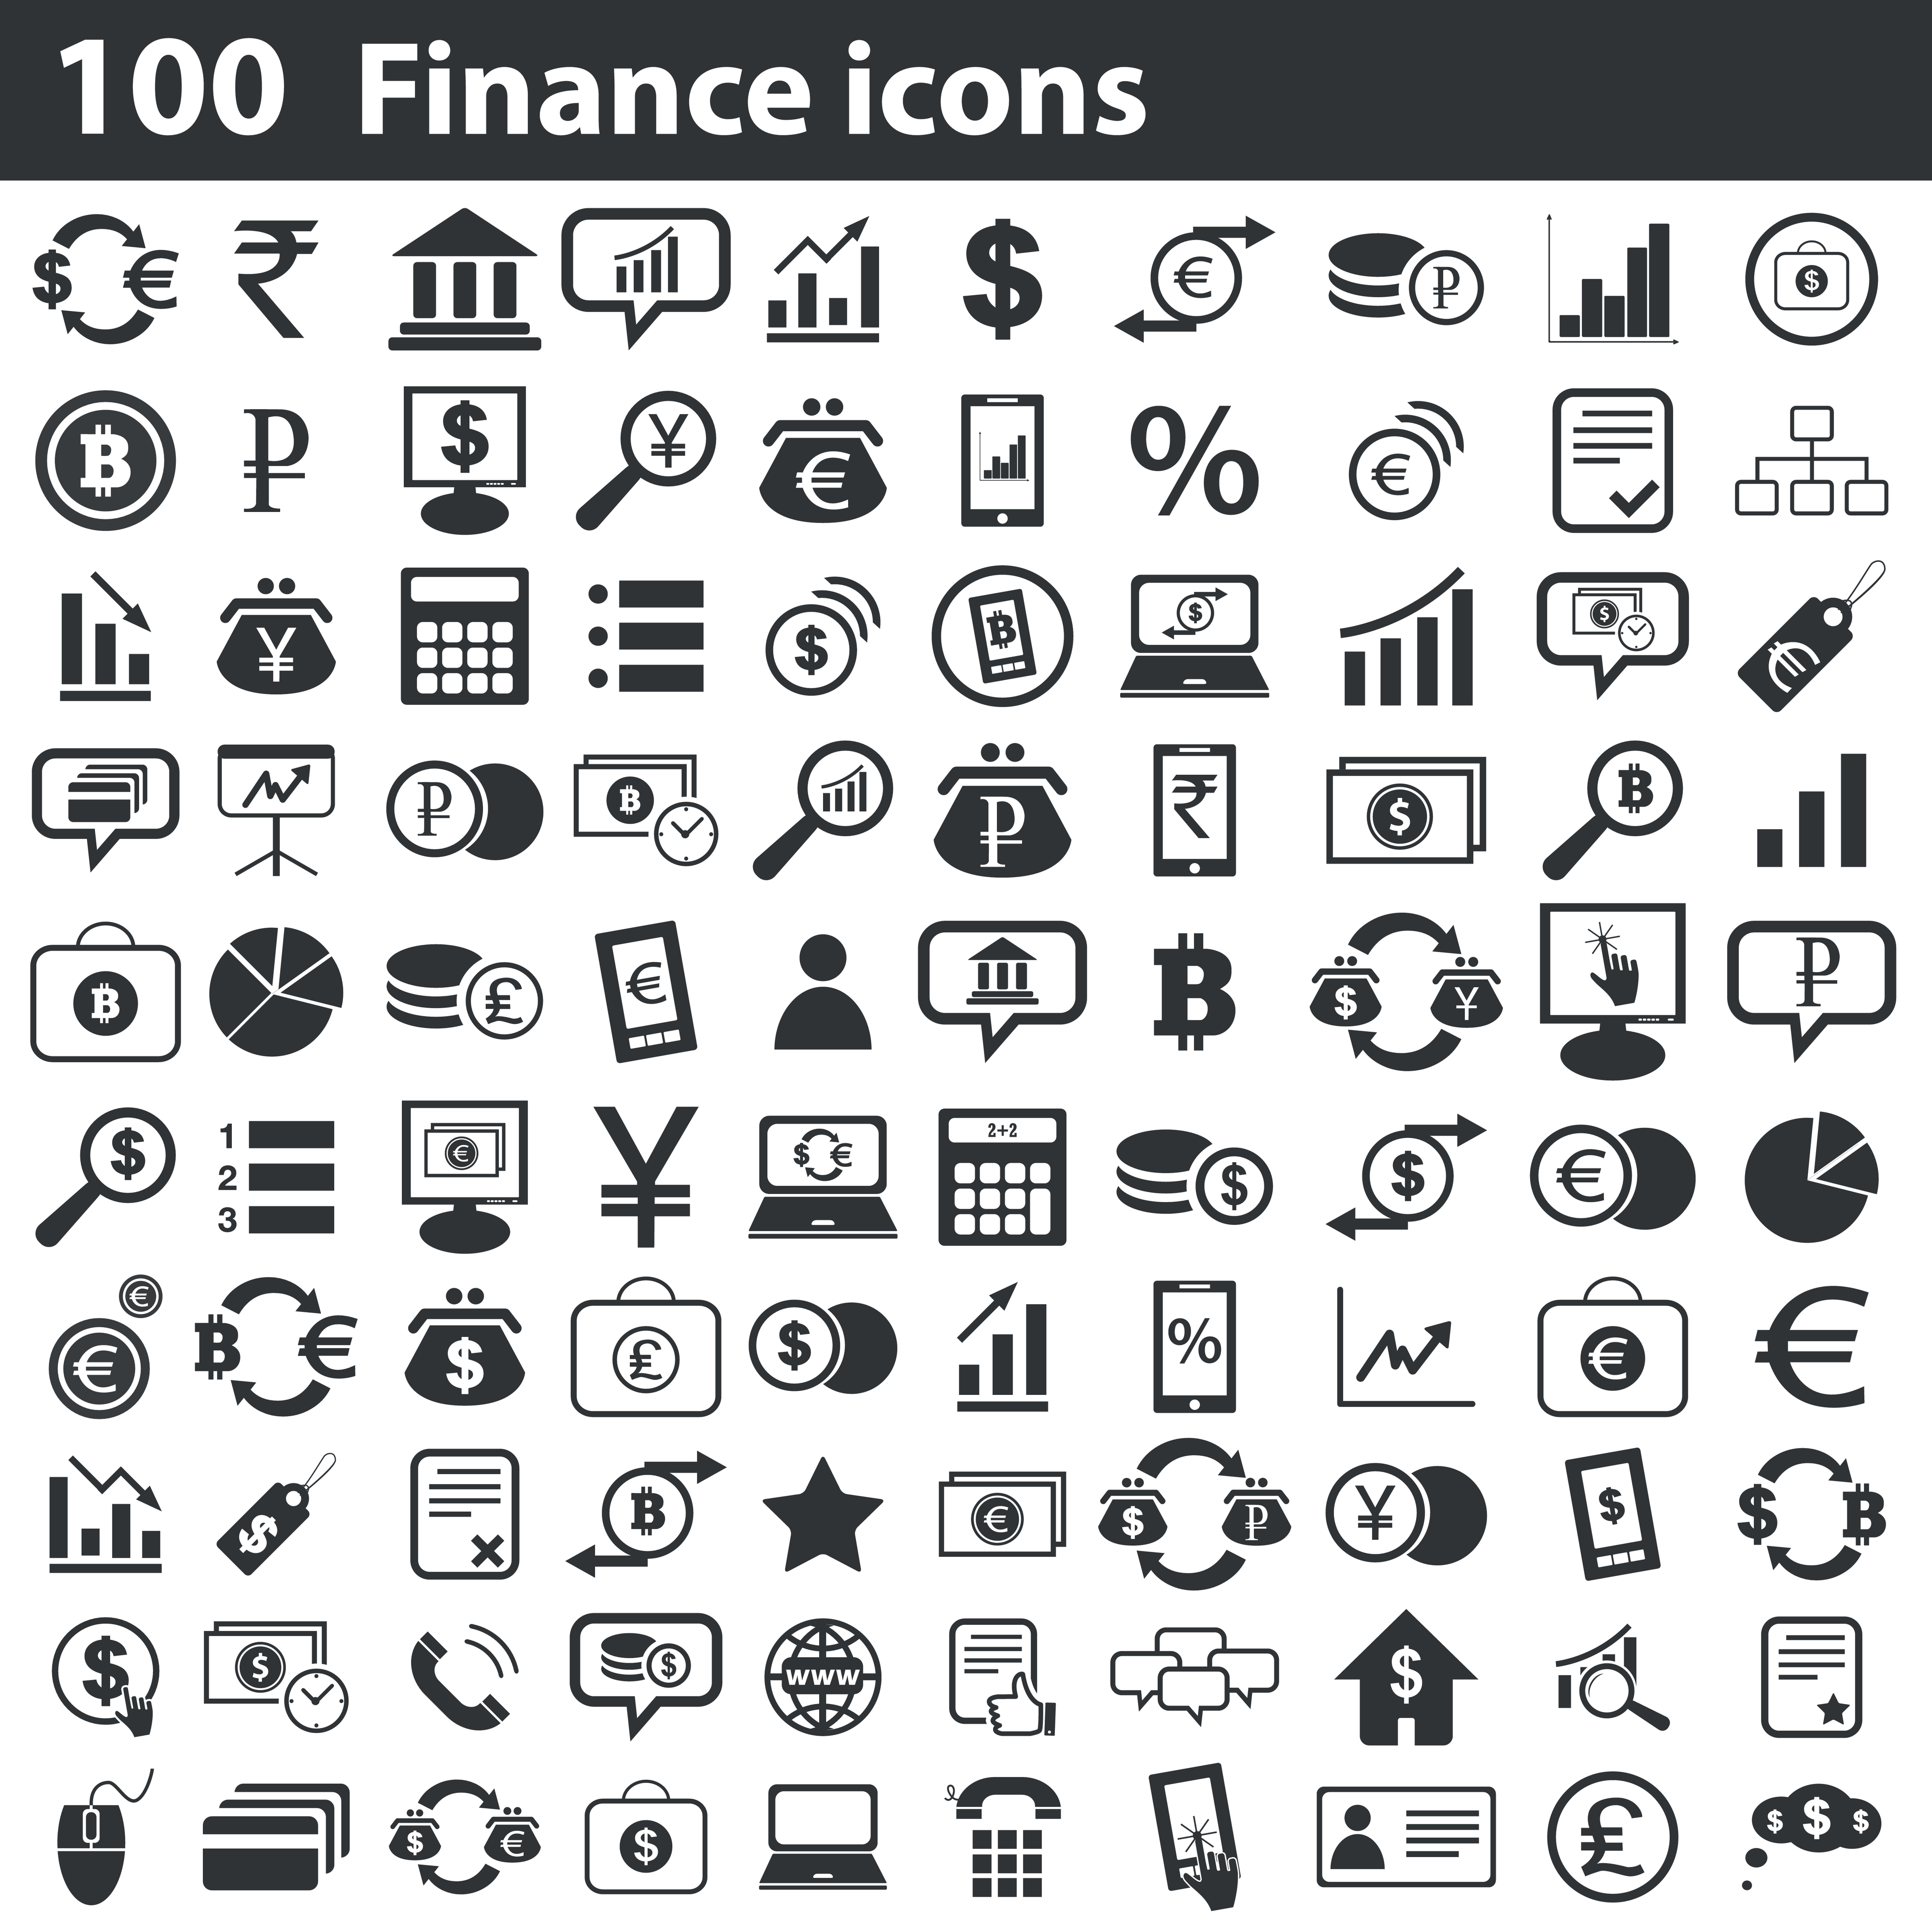 100 Finance icons
$ € ₹ $ € ₽ $
₿ ₽ $ ¥ € % €
¥ $ ₿ $ $ €
₽ ₿ ₽ ₹ $ ₿
₿ £ € ₿ $ ¥ ₽
$ 1 2 3 € ¥ $ € 2+2 $ $ €
€ € ₿ € $ £ $ % € €
$ ₿ € $ ₽ ¥ $ $ ₿
$ $ $ www $
$ € $ £ $ $ $